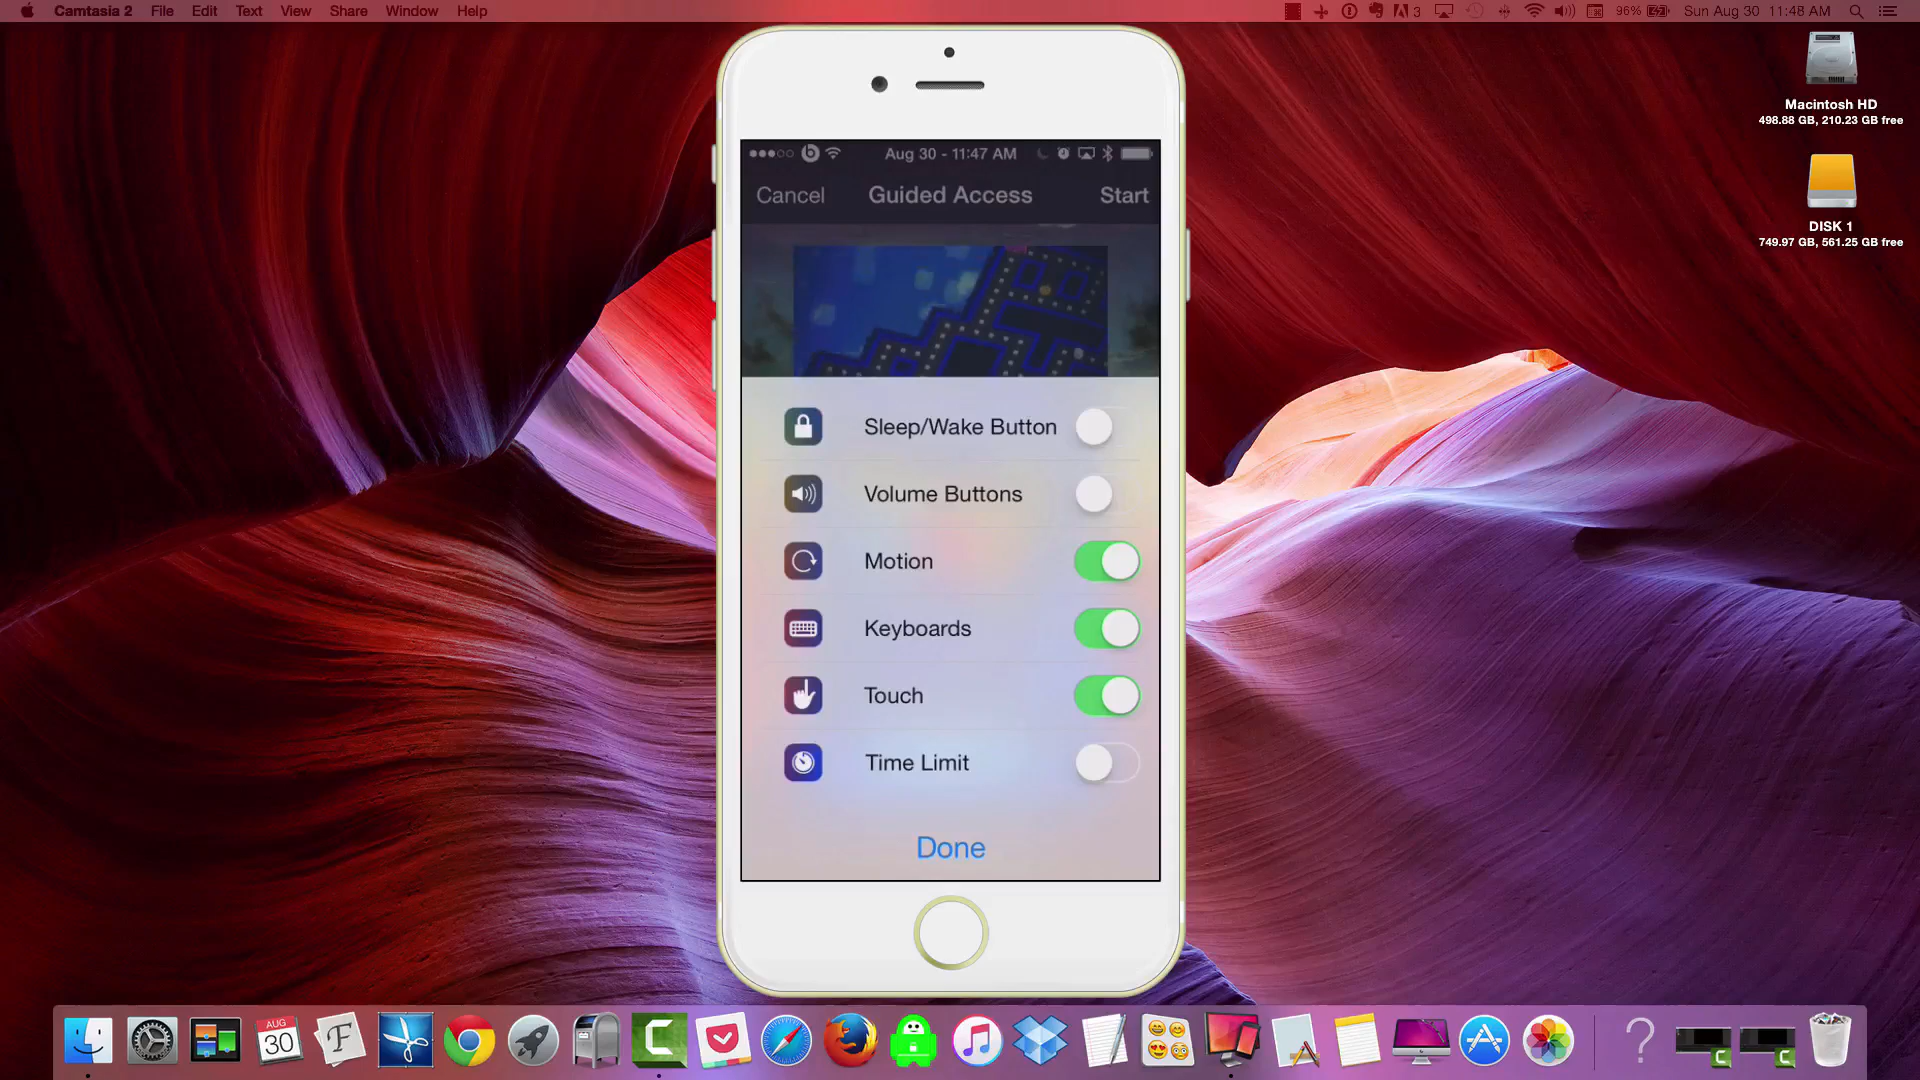 Camtasia 2 File Edit Text View Share Window Help
3 96% Sun Aug 30 11:48 AM
Macintosh HD
498.88 GB, 210.23 GB free
DISK 1
749.97 GB, 561.25 GB free
Aug 30 - 11:47 AM
Cancel Guided Access Start
Sleep/Wake Button
Volume Buttons
Motion
Keyboards
Touch
Time Limit
Done
AUG
30